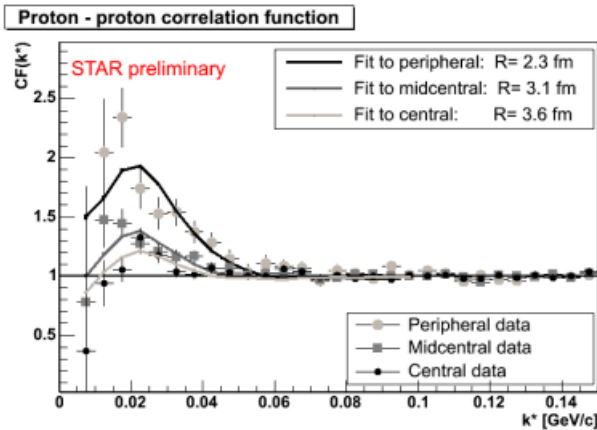 Proton - proton correlation function
CF(k*)
STAR preliminary
Fit to peripheral: R= 2.3 fm
Fit to midcentral: R= 3.1 fm
Fit to central: R= 3.6 fm
2.5
2
1.5
1
0.5
Peripheral data
Midcentral data
Central data
0 0.02 0.04 0.06 0.08 0.1 0.12 0.14
k* [GeV/c]